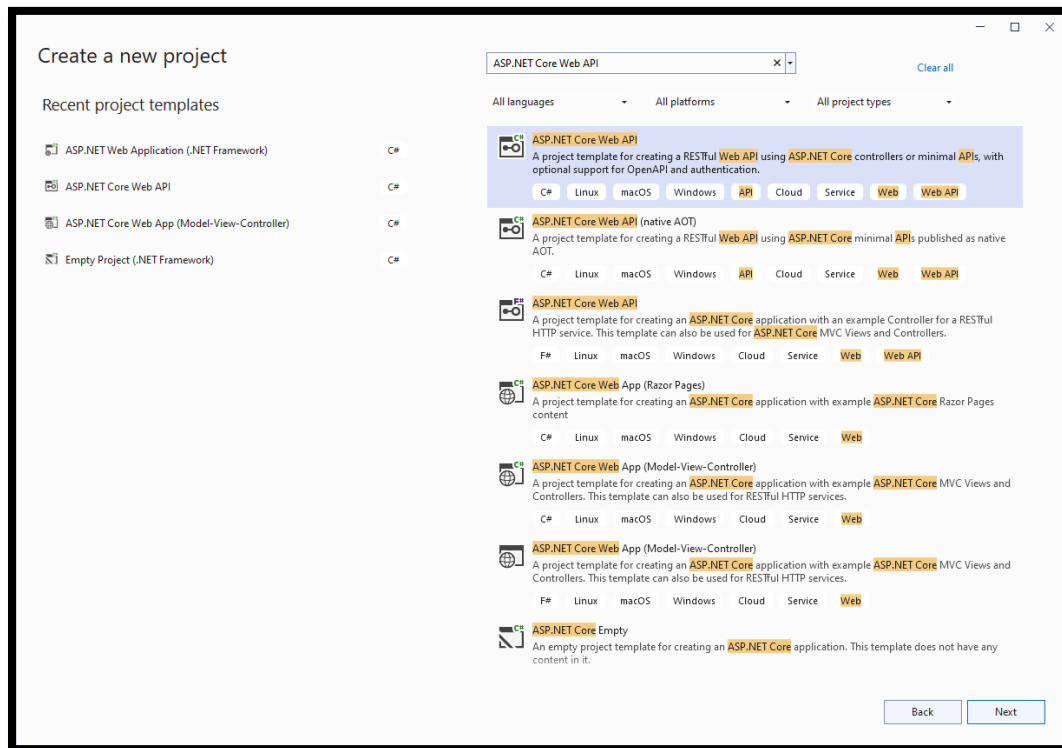 Create a new project
Recent project templates
ASP.NET Web Application (.NET Framework)
C#
ASP.NET Core Web API
C#
ASP.NET Core Web App (Model-View-Controller)
C#
Empty Project (.NET Framework)
C#
ASP.NET Core Web API
Clear all
All languages
All platforms
All project types
C#
ASP.NET Core Web API
A project template for creating a RESTful Web API using ASP.NET Core controllers or minimal APIs, with
optional support for OpenAPI and authentication.
C# Linux macOS Windows API Cloud Service Web Web API
C#
ASP.NET Core Web API (native AOT)
A project template for creating a RESTful Web API using ASP.NET Core minimal APIs published as native
AOT.
C# Linux macOS Windows API Cloud Service Web Web API
F#
ASP.NET Core Web API
A project template for creating an ASP.NET Core application with an example Controller for a RESTful
HTTP service. This template can also be used for ASP.NET Core MVC Views and Controllers.
F# Linux macOS Windows Cloud Service Web Web API
C#
ASP.NET Core Web App (Razor Pages)
A project template for creating an ASP.NET Core application with example ASP.NET Core Razor Pages
content
C# Linux macOS Windows Cloud Service Web
C#
ASP.NET Core Web App (Model-View-Controller)
A project template for creating an ASP.NET Core application with example ASP.NET Core MVC Views and
Controllers. This template can also be used for RESTful HTTP services.
C# Linux macOS Windows Cloud Service Web
ASP.NET Core Web App (Model-View-Controller)
A project template for creating an ASP.NET Core application with example ASP.NET Core MVC Views and
Controllers. This template can also be used for RESTful HTTP services.
F# Linux macOS Windows Cloud Service Web
C#
ASP.NET Core Empty
An empty project template for creating an ASP.NET Core application. This template does not have any
content in it.
Back
Next